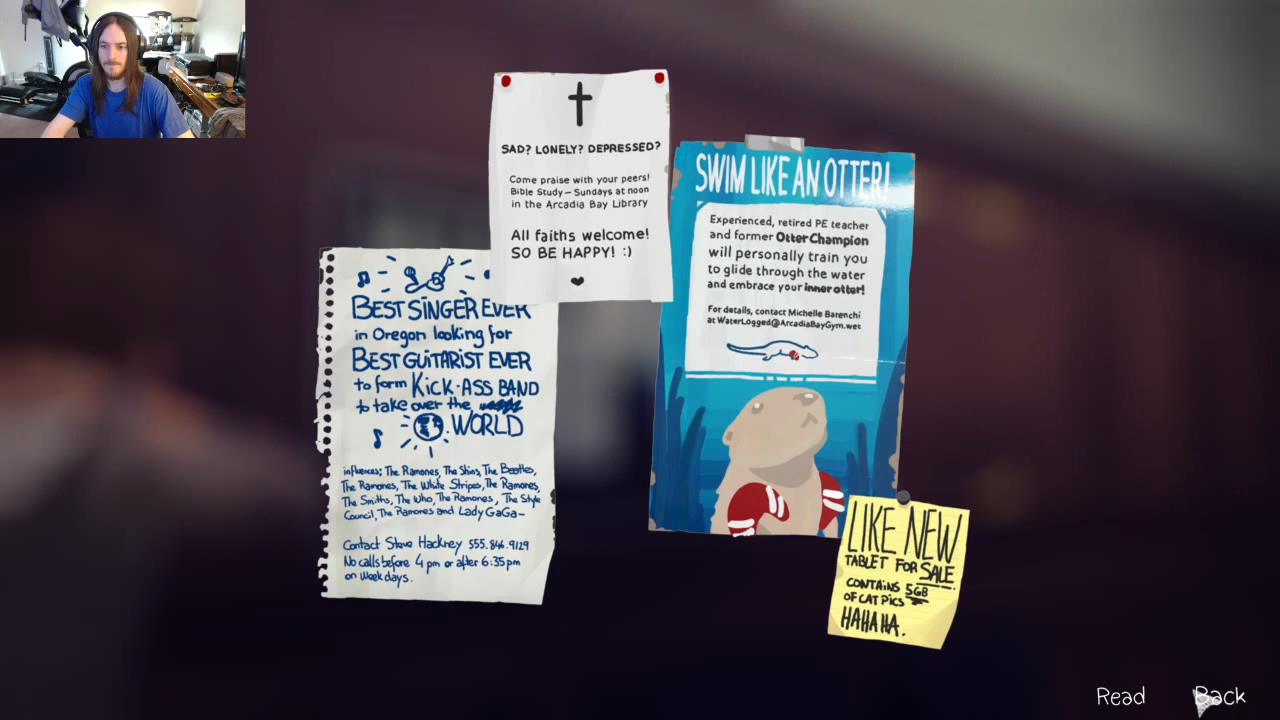 SAD? LONELY? DEPRESSED?
Come praise with your peers!
Bible Study – Sundays at noon
in the Arcadia Bay Library
All faiths welcome!
SO BE HAPPY! :)
SWIM LIKE AN OTTER!
Experienced, retired PE teacher
and former Otter Champion
will personally train you
to glide through the water
and embrace your inner otter!
For details, contact Michelle Barenchi
at WaterLogged@ArcadiaBayGym.wet
BEST SINGER EVER
in Oregon looking for
BEST GUITARIST EVER
to form KICK-ASS BAND
to take over the
WORLD
influences; The Ramones, The Shins, The Beatles,
The Ramones, The White Stripes, The Ramones,
The Smiths, The Who, The Ramones, The Style
Council, The Ramones and Lady GaGa-
Contact Steve Hackney 555.846.9129
No calls before 4 pm or after 6:35 pm
on weekdays.
LIKE NEW
TABLET FOR SALE
CONTAINS 5GB
OF CAT PICS
HAHAHA.
Read Back